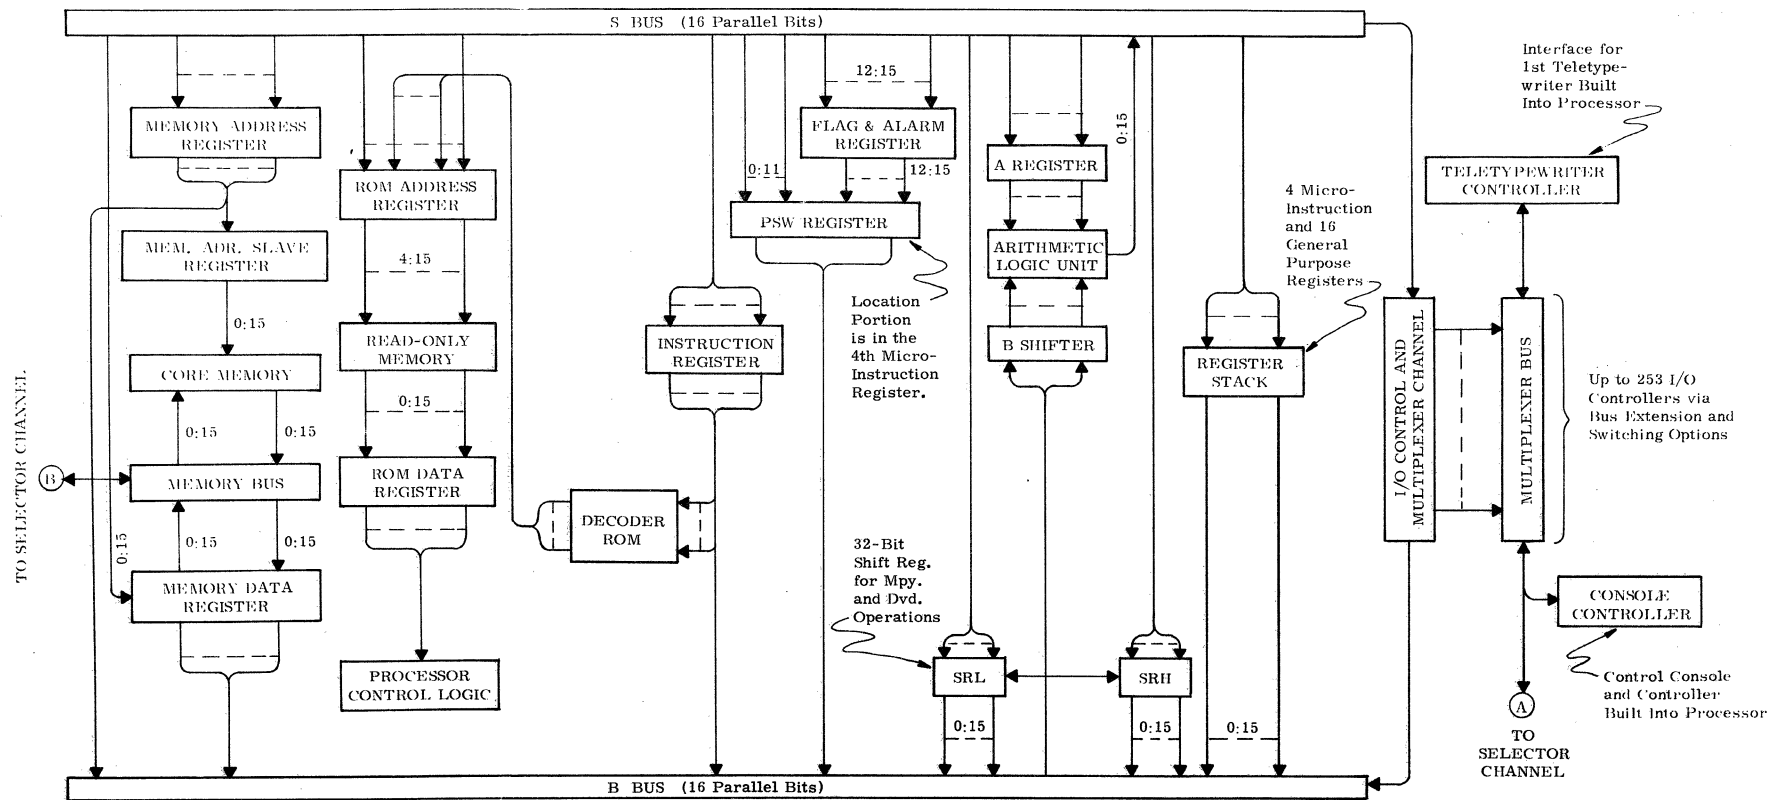 S BUS (16 Parallel Bits)
Interface for
1st Teletype-
writer Built
Into Processor
12:15
MEMORY ADDRESS
REGISTER
FLAG & ALARM
REGISTER
0:15
A REGISTER
0:11
12:15
TELETYPEWRITER
CONTROLLER
ROM ADDRESS
REGISTER
PSW REGISTER
4 Micro-
Instruction
and 16
General
Purpose
Registers
MEM. ADR. SLAVE
REGISTER
ARITHMETIC
LOGIC UNIT
4:15
0:15
Location
Portion
is in the
4th Micro-
Instruction
Register.
READ-ONLY
MEMORY
INSTRUCTION
REGISTER
B SHIFTER
REGISTER
STACK
CORE MEMORY
I/O CONTROL AND
MULTIPLEXER CHANNEL
MULTIPLEXER BUS
Up to 253 I/O
Controllers via
Bus Extension and
Switching Options
0:15
0:15
0:15
TO SELECTOR CHANNEL
B
MEMORY BUS
ROM DATA
REGISTER
DECODER
ROM
0:15
0:15
0:15
32-Bit
Shift Reg.
for Mpy.
and Dvd.
Operations
MEMORY DATA
REGISTER
CONSOLE
CONTROLLER
PROCESSOR
CONTROL LOGIC
SRL
SRH
Control Console
and Controller
Built Into Processor
A
TO
SELECTOR
CHANNEL
0:15
0:15
0:15
B BUS (16 Parallel Bits)